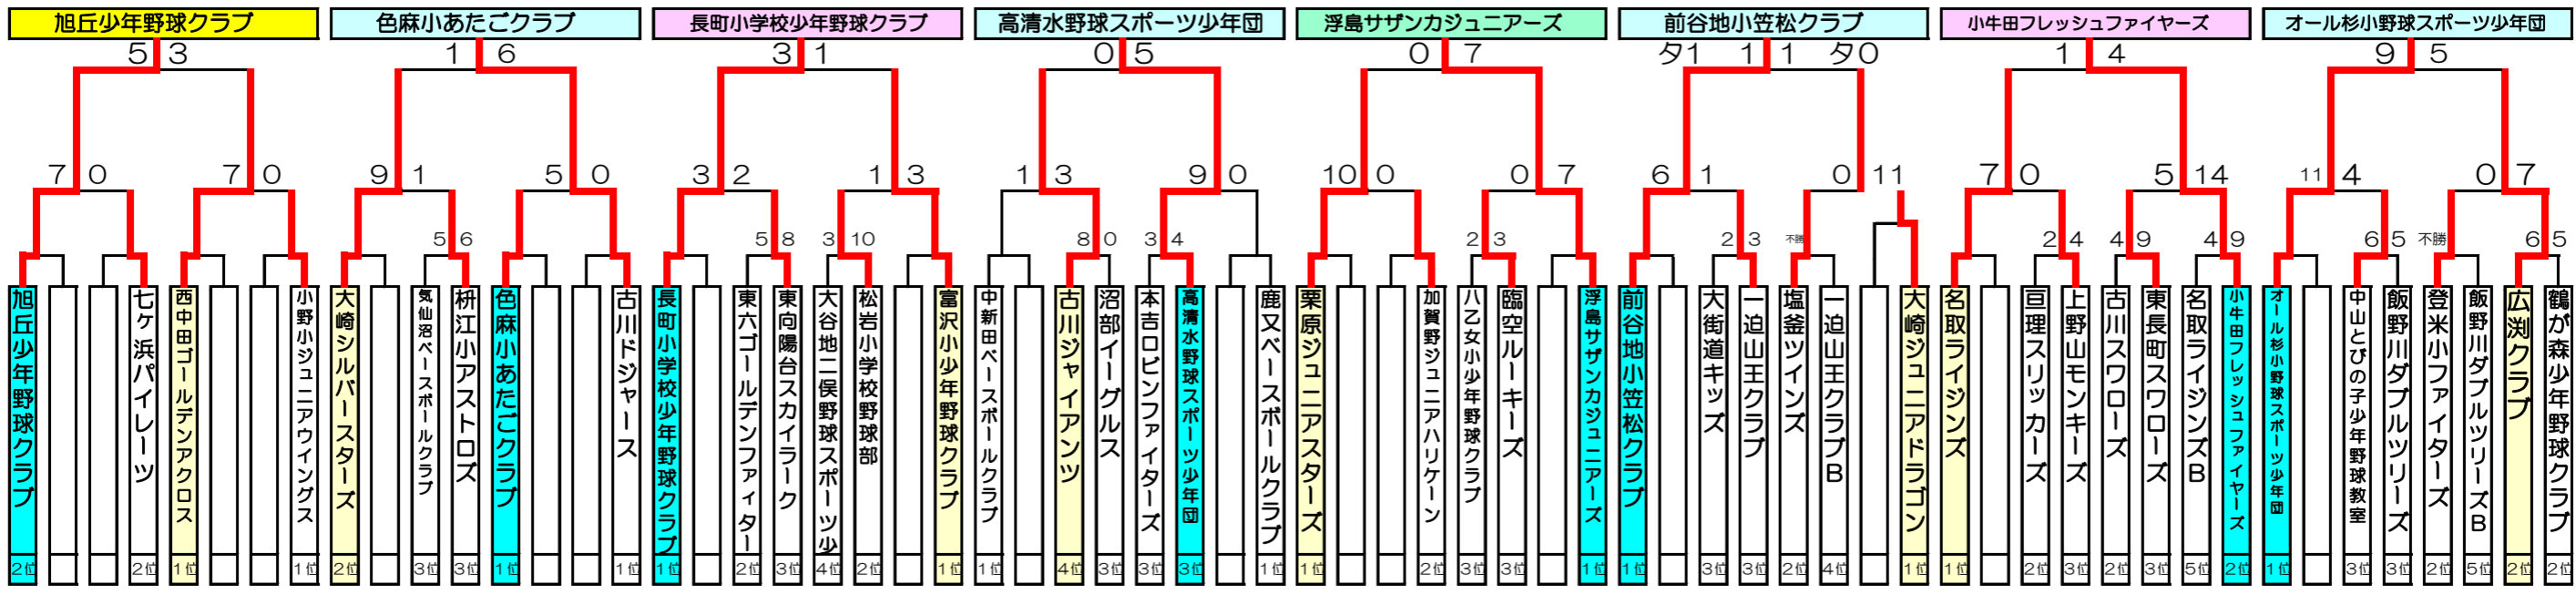 旭丘少年野球クラブ 色麻小あたごクラブ 長町小学校少年野球クラブ 高清水野球スポーツ少年団 浮島サザンカジュニアーズ 前谷地小笠松クラブ 小牛田フレッシュファイヤーズ オール杉小野球スポーツ少年団
5 3 1 6 3 1 0 5 0 7 タ1 1 1 タ0 1 4 9 5
7 0 7 0 9 1 5 0 3 2 1 3 1 3 9 0 10 0 0 7 6 1 0 11 7 0 5 14 11 4 0 7
5 6 5 8 3 10 8 0 3 4 2 3 2 3 不勝 2 4 4 9 4 9 6 5 不勝 6 5
旭丘少年野球クラブ
七ヶ浜パイレーツ
西中田ゴールデンアクロス
小野小ジュニアウイングス
大崎シルバースターズ
気仙沼ベースボールクラブ
枡江小アストロズ
色麻小あたごクラブ
古川ドジャース
長町小学校少年野球クラブ
東六ゴールデンファィター
東向陽台スカイラーク
大谷地二俣野球スポーツ少
松岩小学校野球部
富沢小少年野球クラブ
中新田ベースボールクラブ
古川ジャイアンツ
沼部イーグルス
本吉ロビンファイターズ
高清水野球スポーツ少年団
鹿又ベースボールクラブ
栗原ジュニアスターズ
加賀野ジュニアハリケーン
八乙女小少年野球クラブ
臨空ルーキーズ
浮島サザンカジュニアーズ
前谷地小笠松クラブ
大街道キッズ
一迫山王クラブ
塩釜ツインズ
一迫山王クラブB
大崎ジュニアドラゴン
名取ライジンズ
亘理スリッカーズ
上野山モンキーズ
古川スワローズ
東長町スワローズ
名取ライジンズB
小牛田フレッシュファイヤーズ
オール杉小野球スポーツ少年団
中山とびの子少年野球教室
飯野川ダブルツリーズ
登米小ファイターズ
飯野川ダブルツリーズB
広渕クラブ
鶴が森少年野球クラブ
2位 2位 1位 1位 2位 3位 3位 1位 1位 1位 2位 3位 4位 2位 1位 1位 4位 3位 3位 3位 1位 1位 2位 3位 3位 1位 1位 3位 3位 2位 4位 1位 1位 2位 3位 2位 3位 5位 2位 1位 3位 3位 2位 5位 2位 2位